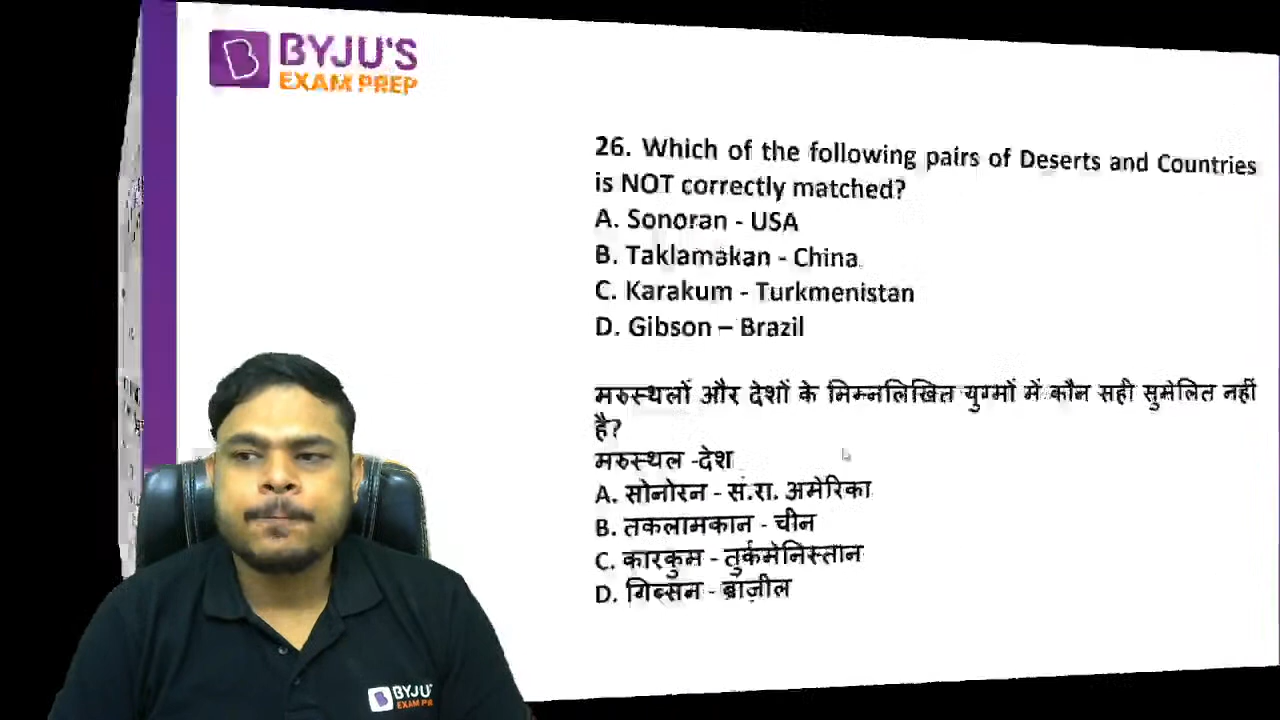 BYJU'S
EXAM PREP
26. Which of the following pairs of Deserts and Countries
is NOT correctly matched?
A. Sonoran - USA
B. Taklamakan - China
C. Karakum - Turkmenistan
D. Gibson – Brazil
मरुस्थलों और देशों के निम्नलिखित युग्मों में कौन सही सुमेलित नहीं
है?
मरुस्थल -देश
A. सोनोरन - सं.रा. अमेरिका
B. तकलामकान - चीन
C. कारकुम - तुर्कमेनिस्तान
D. गिब्सन - ब्राज़ील
BYJU'
EXAM PR